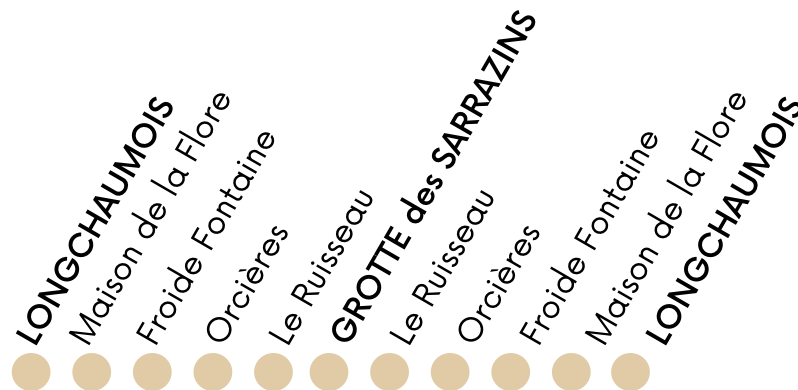 LONGCHAUMOIS
Maison de la Flore
Froide Fontaine
Orcières
Le Ruisseau
GROTTE des SARRAZINS
Le Ruisseau
Orcières
Froide Fontaine
Maison de la Flore
LONGCHAUMOIS